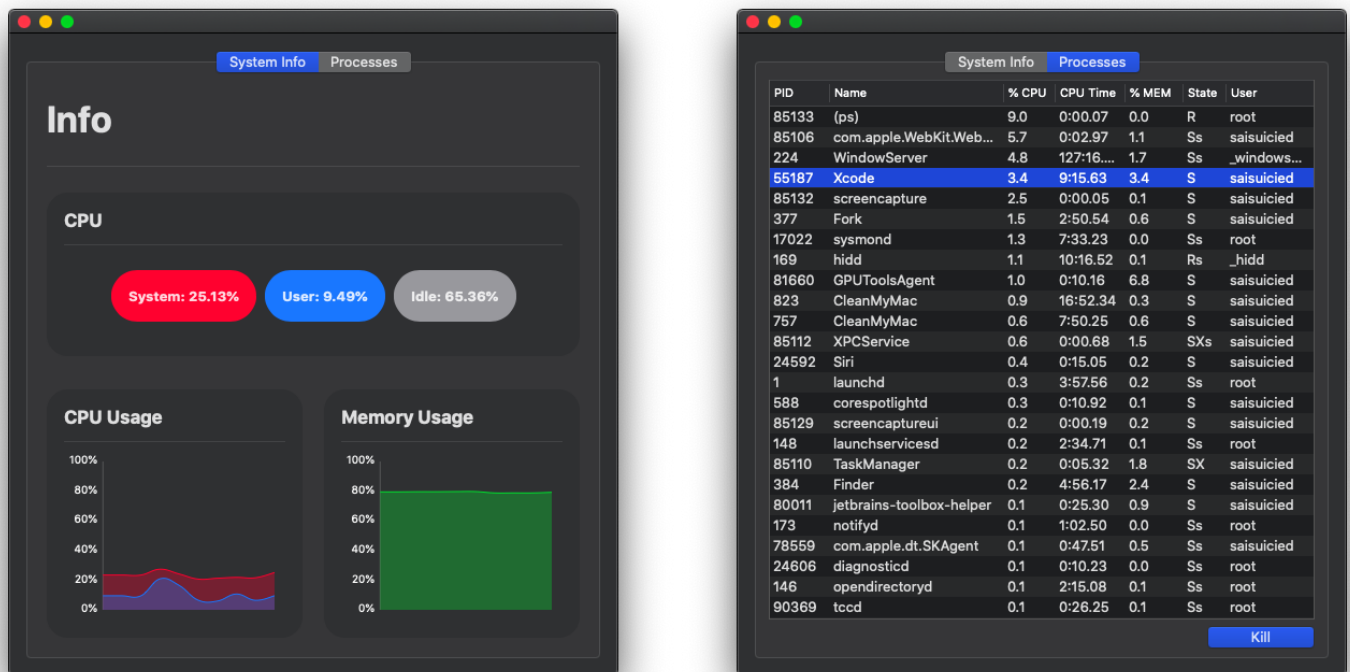 System Info Processes
Info
CPU
System: 25.13% User: 9.49% Idle: 65.36%
CPU Usage
100%
80%
60%
40%
20%
0%
Memory Usage
100%
80%
60%
40%
20%
0%
System Info Processes
PID Name % CPU CPU Time % MEM State User
85133 (ps) 9.0 0:00.07 0.0 R root
85106 com.apple.WebKit.Web... 5.7 0:02.97 1.1 Ss saisuicied
224 WindowServer 4.8 127:16.... 1.7 Ss _windows...
55187 Xcode 3.4 9:15.63 3.4 S saisuicied
85132 screencapture 2.5 0:00.05 0.1 S saisuicied
377 Fork 1.5 2:50.54 0.6 S saisuicied
17022 sysmond 1.3 7:33.23 0.0 Ss root
169 hidd 1.1 10:16.52 0.1 Rs _hidd
81660 GPUToolsAgent 1.0 0:10.16 6.8 S saisuicied
823 CleanMyMac 0.9 16:52.34 0.3 S saisuicied
757 CleanMyMac 0.6 7:50.25 0.6 S saisuicied
85112 XPCService 0.6 0:00.68 1.5 SXs saisuicied
24592 Siri 0.4 0:15.05 0.2 S saisuicied
1 launchd 0.3 3:57.56 0.2 Ss root
588 corespotlightd 0.3 0:10.92 0.1 S saisuicied
85129 screencaptureui 0.2 0:00.19 0.2 S saisuicied
148 launchservicesd 0.2 2:34.71 0.1 Ss root
85110 TaskManager 0.2 0:05.32 1.8 SX saisuicied
384 Finder 0.2 4:56.17 2.4 S saisuicied
80011 jetbrains-toolbox-helper 0.1 0:25.30 0.9 S saisuicied
173 notifyd 0.1 1:02.50 0.0 Ss root
78559 com.apple.dt.SKAgent 0.1 0:47.51 0.5 Ss saisuicied
24606 diagnosticd 0.1 0:10.23 0.0 Ss root
146 opendirectoryd 0.1 2:15.08 0.1 Ss root
90369 tccd 0.1 0:26.25 0.1 Ss root
Kill